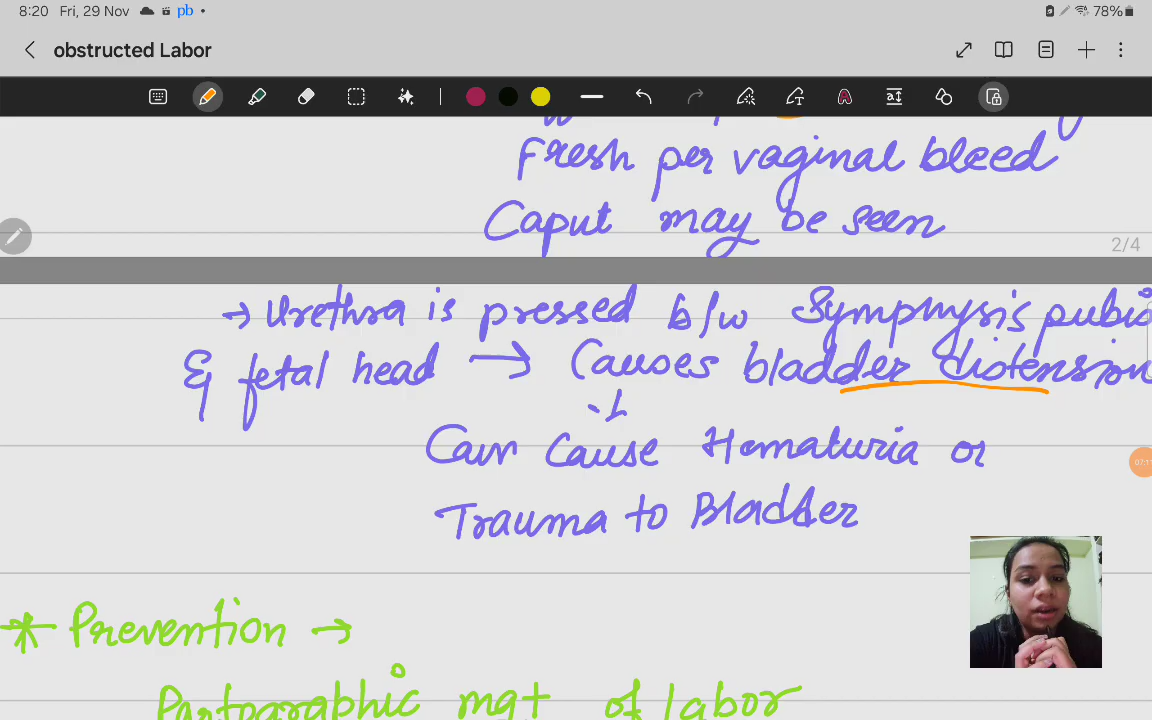 8:20 Fri, 29 Nov pb 78%
obstructed Labor
Fresh per vaginal bleed
Caput may be seen
2/4
→ Urethra is pressed b/w Symphysis pubis
& fetal head → Causes bladder distension
↓
Can Cause Hematuria or
Trauma to Bladder
* Prevention →
Partographic mgt of labor